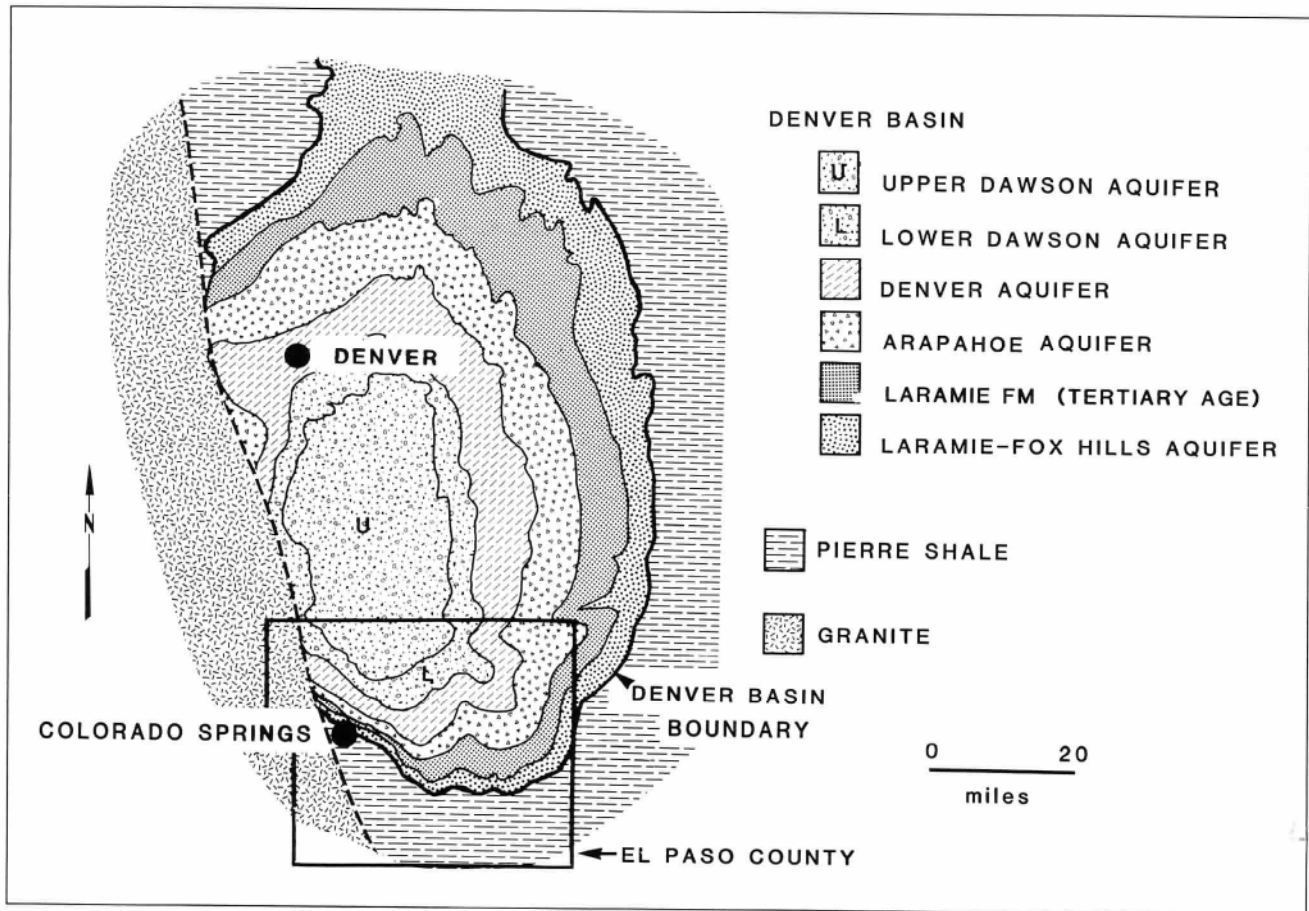 DENVER BASIN
U UPPER DAWSON AQUIFER
L LOWER DAWSON AQUIFER
DENVER AQUIFER
ARAPAHOE AQUIFER
LARAMIE FM (TERTIARY AGE)
LARAMIE-FOX HILLS AQUIFER
PIERRE SHALE
GRANITE
DENVER
N
U
L
DENVER BASIN
BOUNDARY
COLORADO SPRINGS
0 20
miles
EL PASO COUNTY